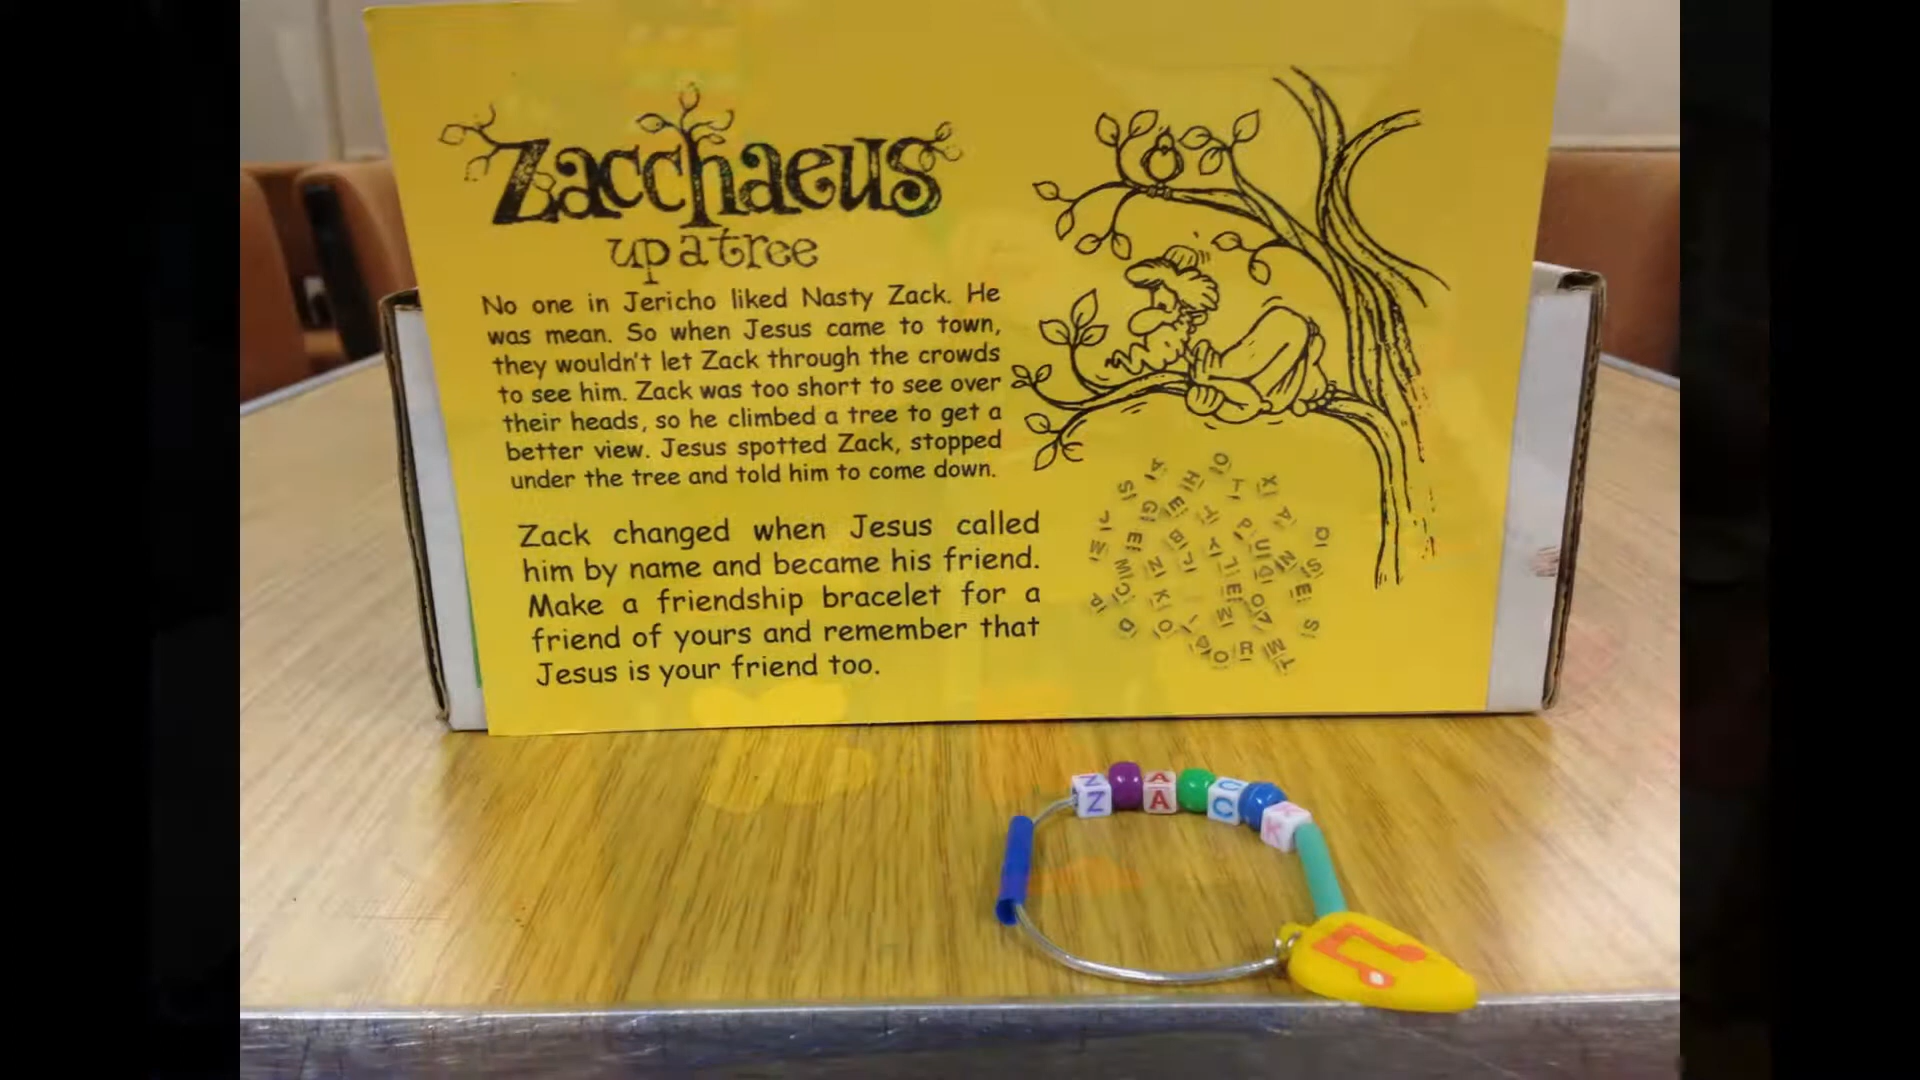 Zacchaeus
up a tree
No one in Jericho liked Nasty Zack. He
was mean. So when Jesus came to town,
they wouldn't let Zack through the crowds
to see him. Zack was too short to see over
their heads, so he climbed a tree to get a
better view. Jesus spotted Zack, stopped
under the tree and told him to come down.
Zack changed when Jesus called
him by name and became his friend.
Make a friendship bracelet for a
friend of yours and remember that
Jesus is your friend too.
Z A C K